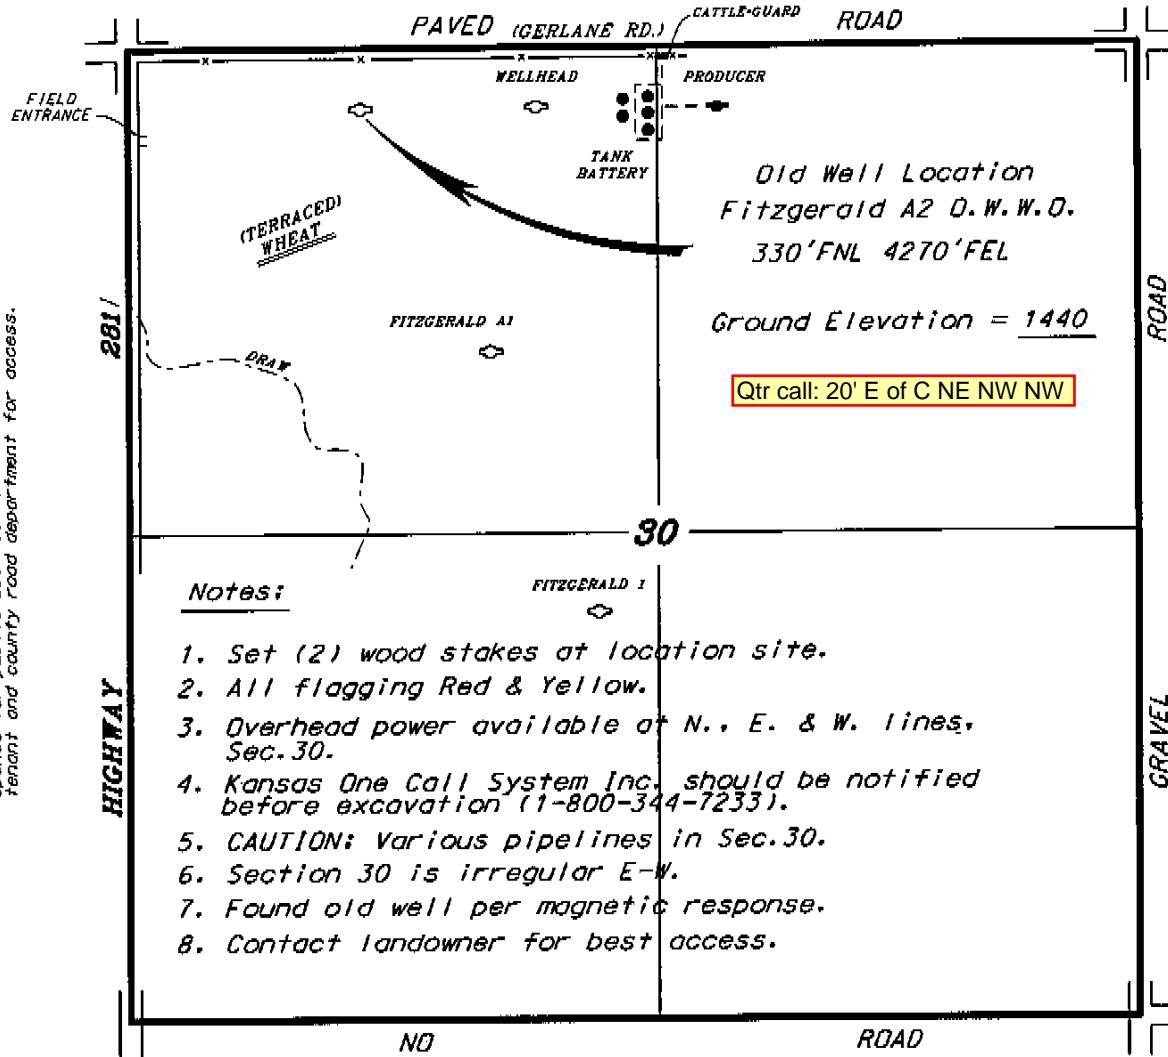 PAVED (GERLANE RD.) ROAD
CATTLE-GUARD
FIELD
ENTRANCE
WELLHEAD
PRODUCER
TANK
BATTERY
(TERRACED)
WHEAT
Old Well Location
Fitzgerald A2 O.W.W.O.
330'FNL 4270'FEL
Ground Elevation = 1440
Qtr call: 20' E of C NE NW NW
FITZGERALD A1
DRAW
281
HIGHWAY
ROAD
GRAVEL
tenant and county road department for access.
30
FITZGERALD 1
Notes:
1. Set (2) wood stakes at location site.
2. All flagging Red & Yellow.
3. Overhead power available at N., E. & W. lines,
Sec.30.
4. Kansas One Call System Inc. should be notified
before excavation (1-800-344-7233).
5. CAUTION: Various pipelines in Sec.30.
6. Section 30 is irregular E-W.
7. Found old well per magnetic response.
8. Contact landowner for best access.
NO ROAD